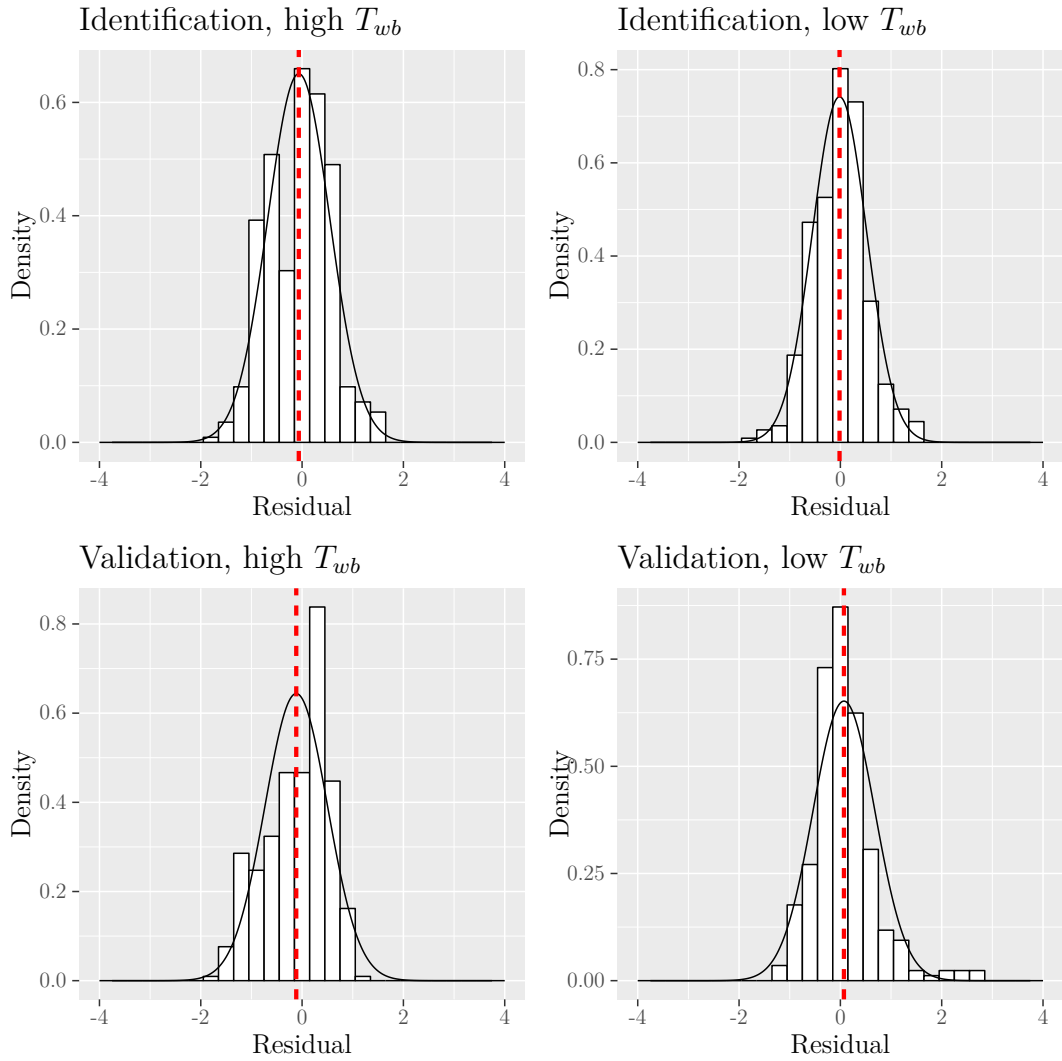 Identification, high T_wb
0.6
0.4
0.2
0.0
Density
-4 -2 0 2 4
Residual
Identification, low T_wb
0.8
0.6
0.4
0.2
0.0
Density
-4 -2 0 2 4
Residual
Validation, high T_wb
0.8
0.6
0.4
0.2
0.0
Density
-4 -2 0 2 4
Residual
Validation, low T_wb
0.75
0.50
0.25
0.00
Density
-4 -2 0 2 4
Residual